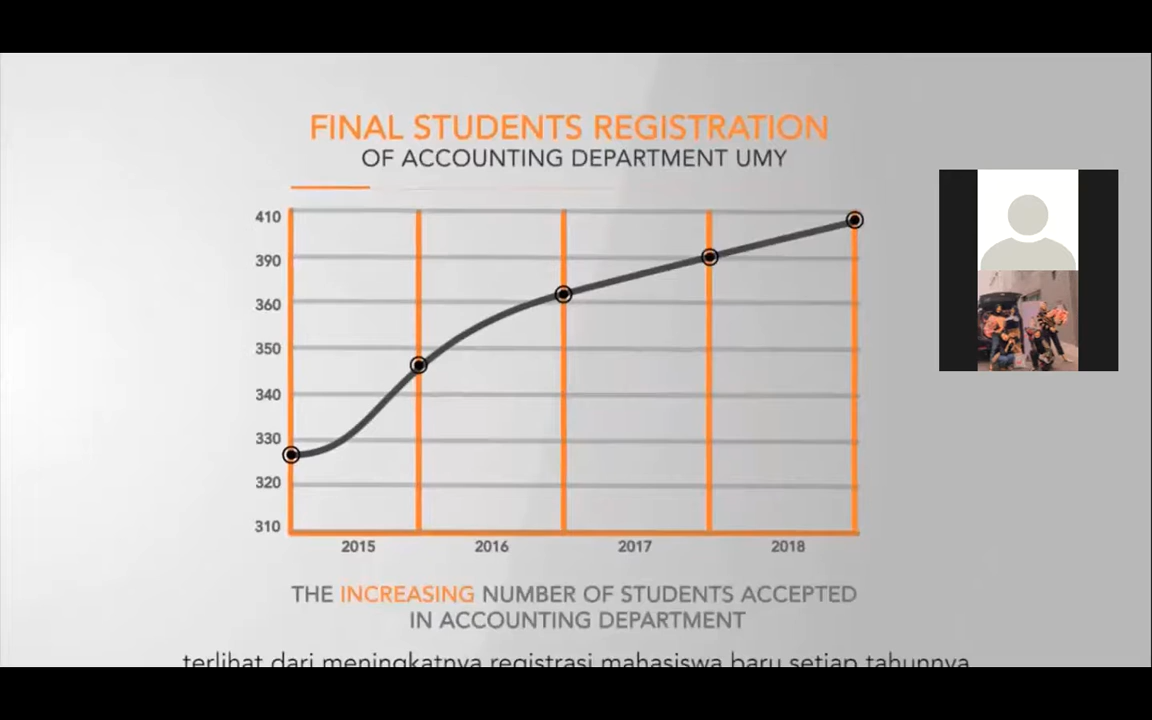 FINAL STUDENTS REGISTRATION
OF ACCOUNTING DEPARTMENT UMY
410
390
360
350
340
330
320
310
2015 2016 2017 2018
THE INCREASING NUMBER OF STUDENTS ACCEPTED
IN ACCOUNTING DEPARTMENT
terlihat dari meningkatnya registrasi mahasiswa baru setiap tahunnya